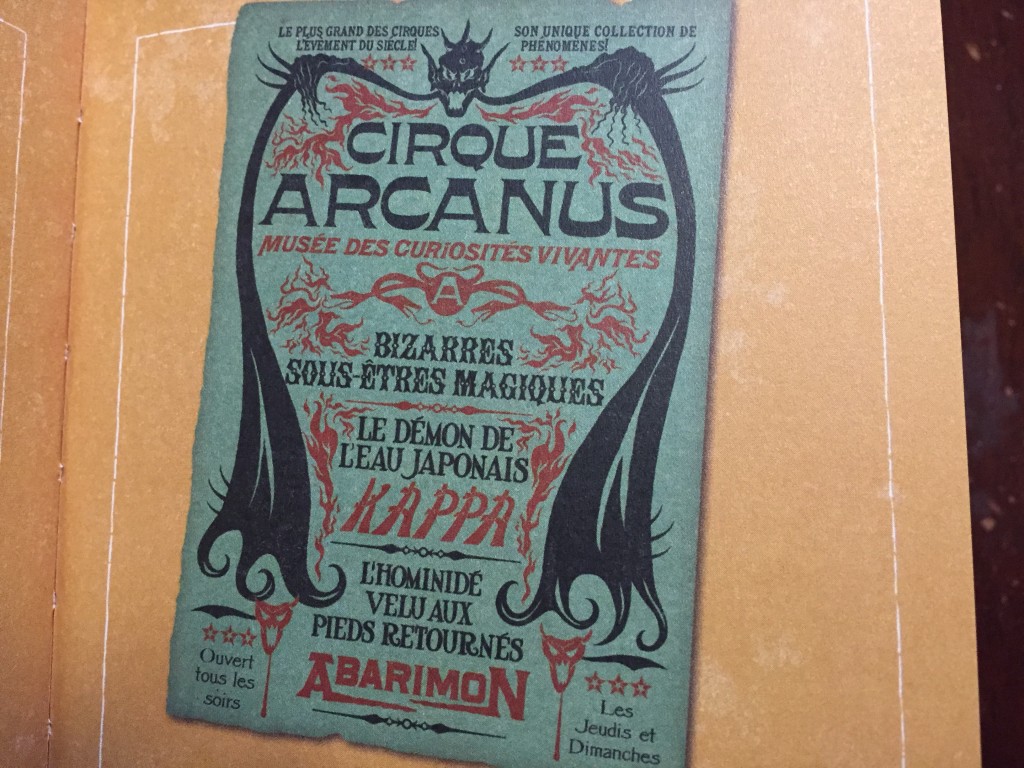 LE PLUS GRAND DES CIRQUES
L'ÉVEMENT DU SIÈCLE!
SON UNIQUE COLLECTION DE
PHÉNOMÈNES!
CIRQUE
ARCANUS
MUSÉE DES CURIOSITÉS VIVANTES
A
BIZARRES
SOUS-ÊTRES MAGIQUES
LE DÉMON DE
L'EAU JAPONAIS
KAPPA
L'HOMINIDÉ
VELU AUX
PIEDS RETOURNÉS
ABARIMON
Ouvert
tous les
soirs
Les
Jeudis et
Dimanches